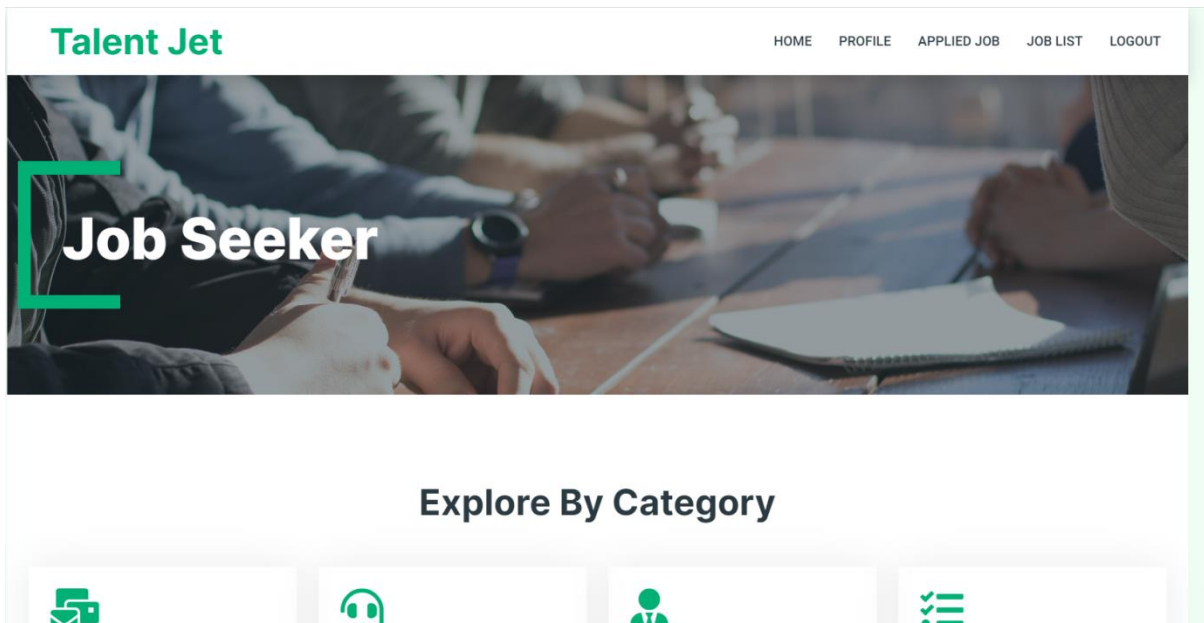 Talent Jet
HOME PROFILE APPLIED JOB JOB LIST LOGOUT
Job Seeker
Explore By Category